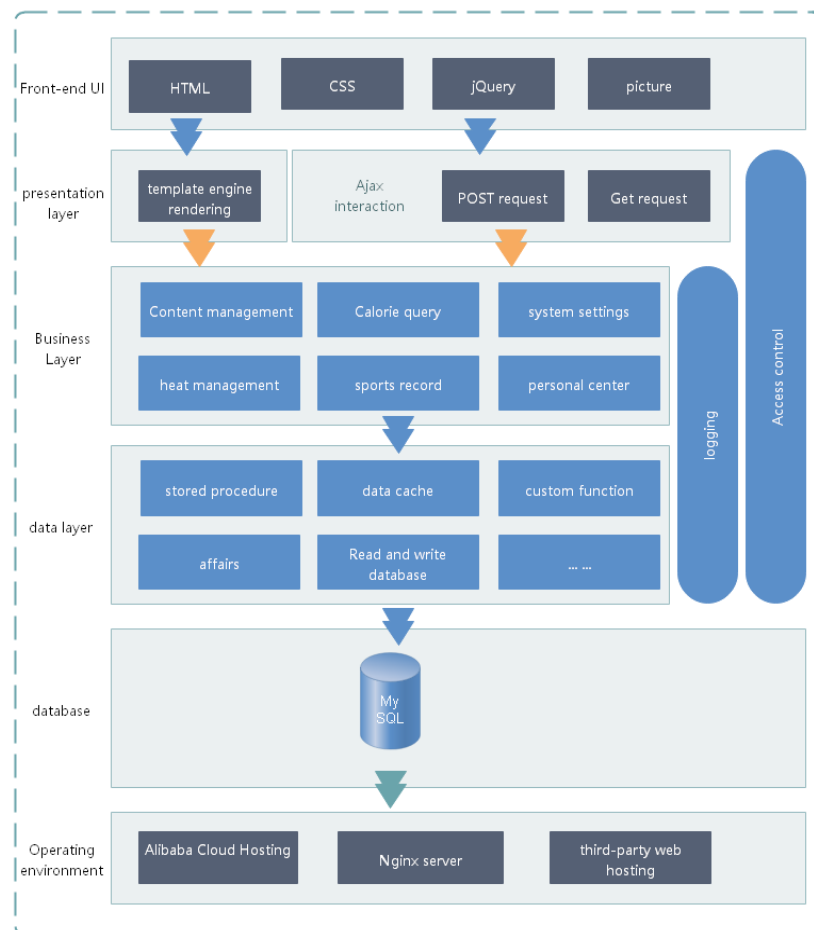 Front-end UI
HTML
CSS
jQuery
picture
presentation
layer
template engine
rendering
Ajax
interaction
POST request
Get request
Business
Layer
Content management
Calorie query
system settings
heat management
sports record
personal center
logging
Access control
data layer
stored procedure
data cache
custom function
affairs
Read and write
database
... ...
database
My
SQL
Operating
environment
Alibaba Cloud Hosting
Nginx server
third-party web
hosting